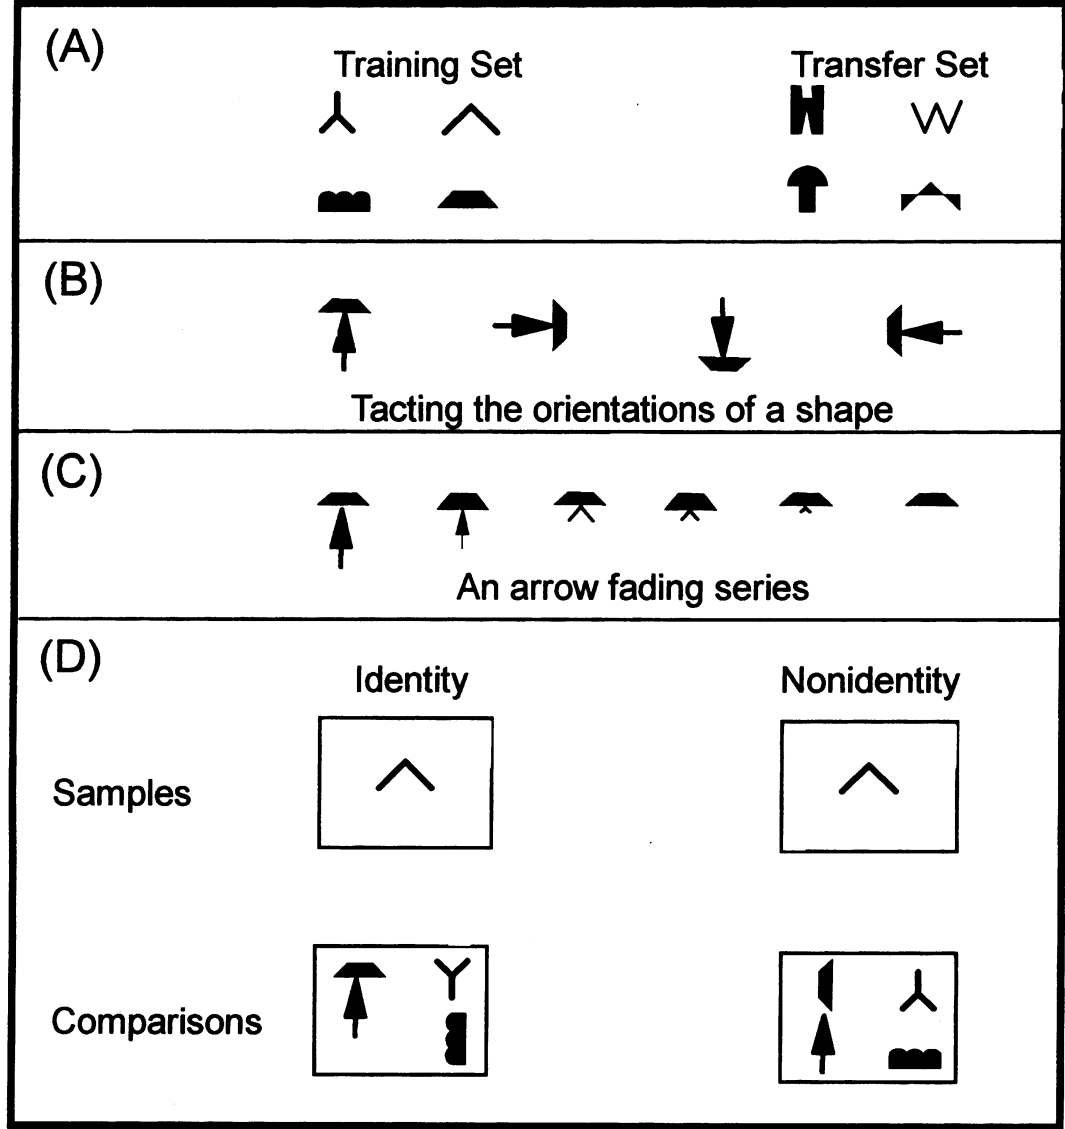 (A)
Training Set
Transfer Set
(B)
Tacting the orientations of a shape
(C)
An arrow fading series
(D)
Identity
Nonidentity
Samples
Comparisons